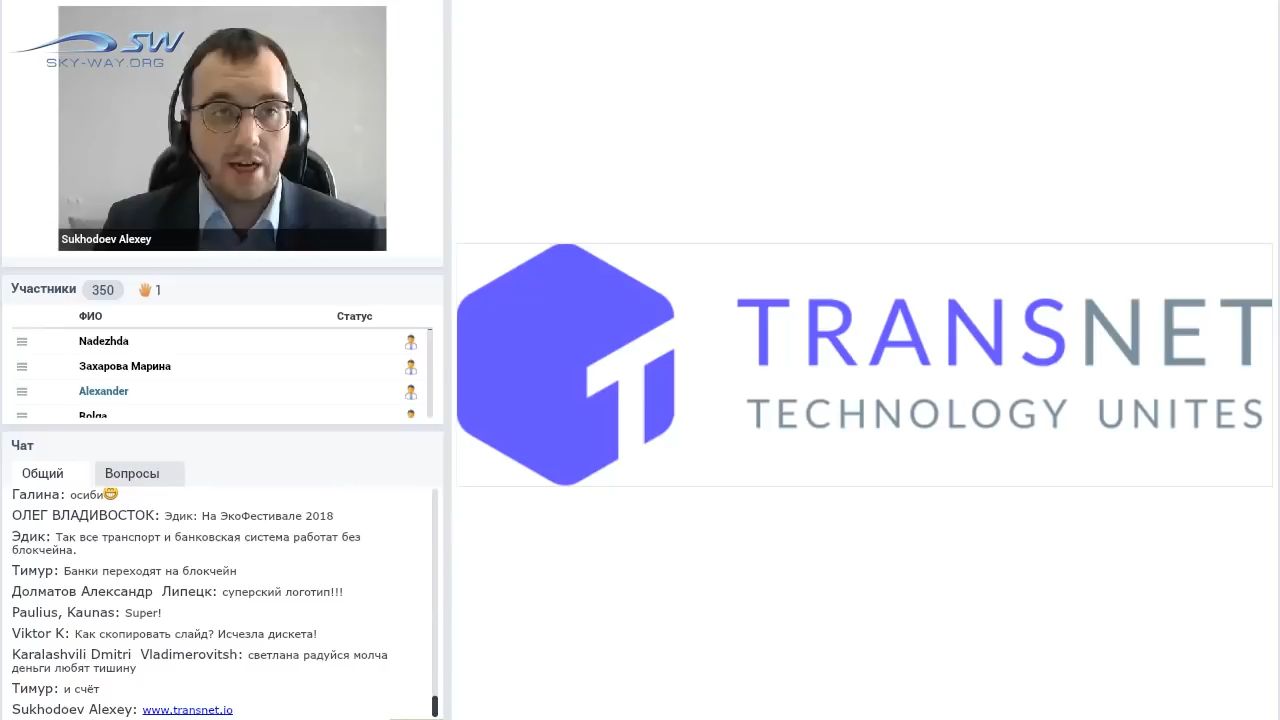 SW
SKY-WAY.ORG
Sukhodoev Alexey
Участники 350 1
ФИО Статус
Nadezhda
Захарова Марина
Alexander
Bolga
Чат
Общий Вопросы
Галина: осиби
ОЛЕГ ВЛАДИВОСТОК: Эдик: На ЭкоФестивале 2018
Эдик: Так все транспорт и банковская система работат без
блокчейна.
Тимур: Банки переходят на блокчейн
Долматов Александр Липецк: суперский логотип!!!
Paulius, Kaunas: Super!
Viktor K: Как скопировать слайд? Исчезла дискета!
Karalashvili Dmitri Vladimerovitsh: светлана радуйся молча
деньги любят тишину
Тимур: и счёт
Sukhodoev Alexey: www.transnet.io
TRANSNET
TECHNOLOGY UNITES